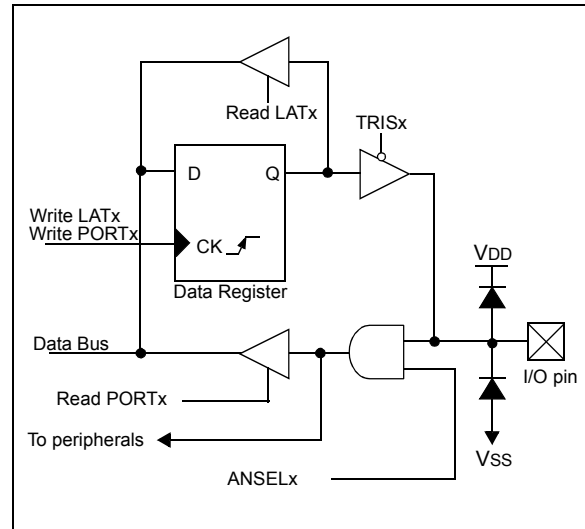 Read LATx
TRISx
D Q
Write LATx
Write PORTx
CK
VDD
Data Register
Data Bus
I/O pin
Read PORTx
To peripherals
VSS
ANSELx